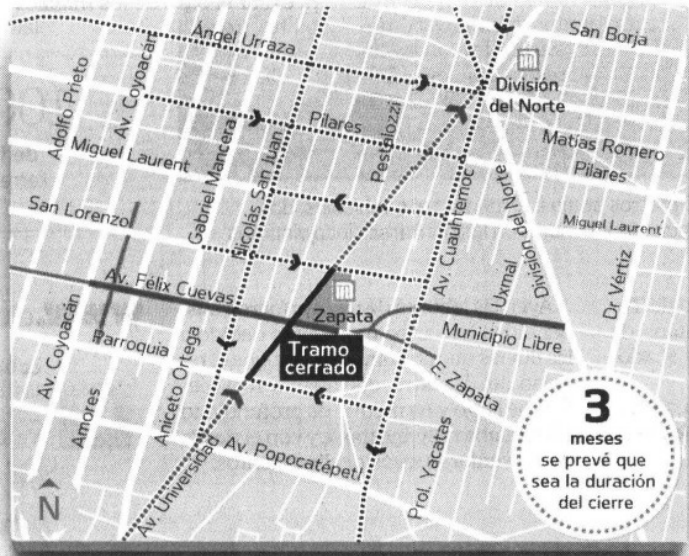 San Borja
Ángel Urraza
División
del Norte
Adolfo Prieto
Av. Coyoacán
Gabriel Mancera
Nicolás San Juan
Pilares
Pestalozzi
Matías Romero
Pilares
Miguel Laurent
Miguel Laurent
San Lorenzo
Av. Cuauhtemoc
Uxmal
División del Norte
Dr Vértiz
Av. Félix Cuevas
Zapata
Municipio Libre
Tramo
cerrado
Parroquia
E. Zapata
Av. Coyoacán
Amores
Aniceto Ortega
Av. Universidad
Av. Popocatépetl
Prol. Yacatas
3
meses
se prevé que
sea la duración
del cierre
N